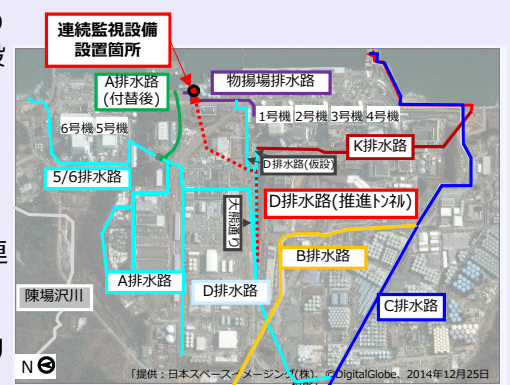 の
設
連
連続監視設備
設置箇所
A排水路
(付替後)
物揚場排水路
6号機
5号機
1号機
2号機
3号機
4号機
K排水路
D排水路(仮設)
5/6排水路
D排水路(推進トンネル)
大熊通り
B排水路
A排水路
D排水路
C排水路
陳場沢川
N
「提供：日本スペースイメージング(株)、©DigitalGlobe、2014年12月25日